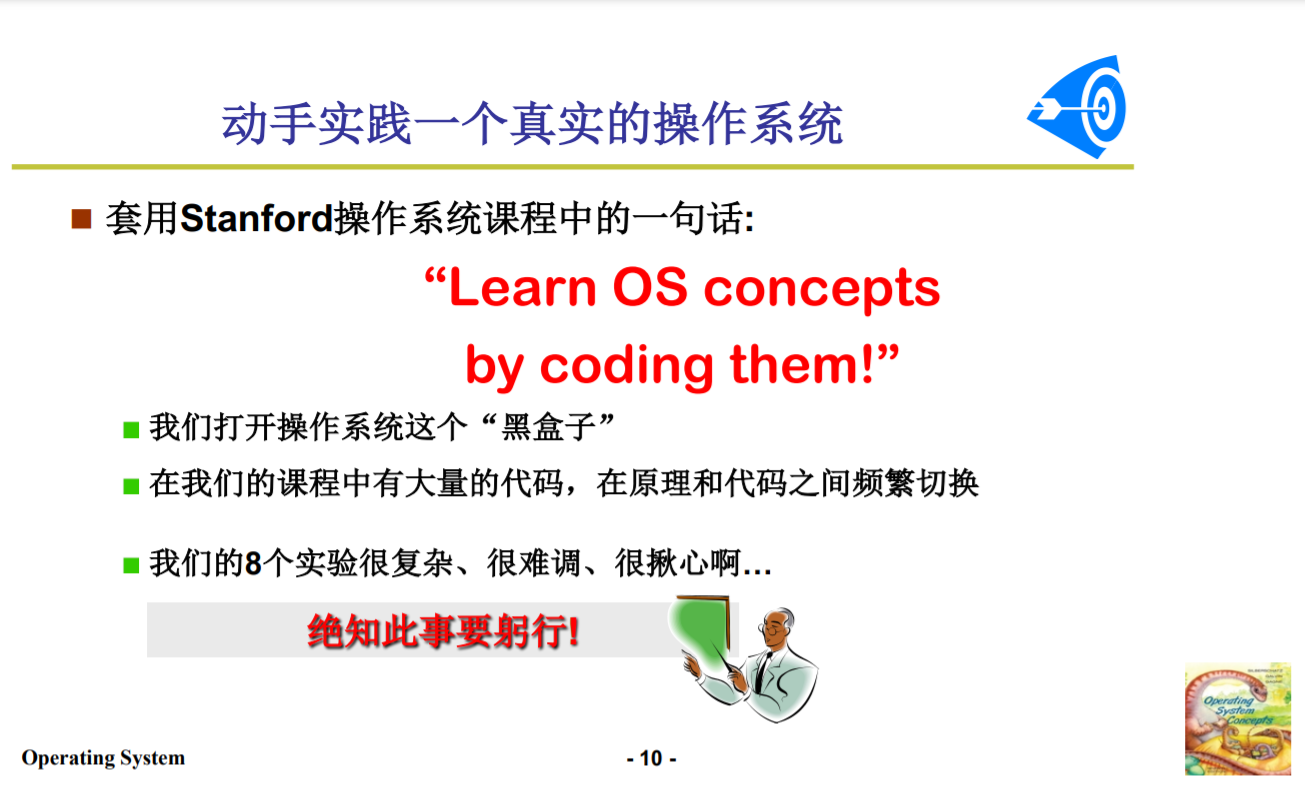 动手实践一个真实的操作系统
套用Stanford操作系统课程中的一句话:
“Learn OS concepts
by coding them!”
我们打开操作系统这个“黑盒子”
在我们的课程中有大量的代码，在原理和代码之间频繁切换
我们的8个实验很复杂、很难调、很揪心啊…
绝知此事要躬行!
Operating
System
Concepts
Operating System
- 10 -